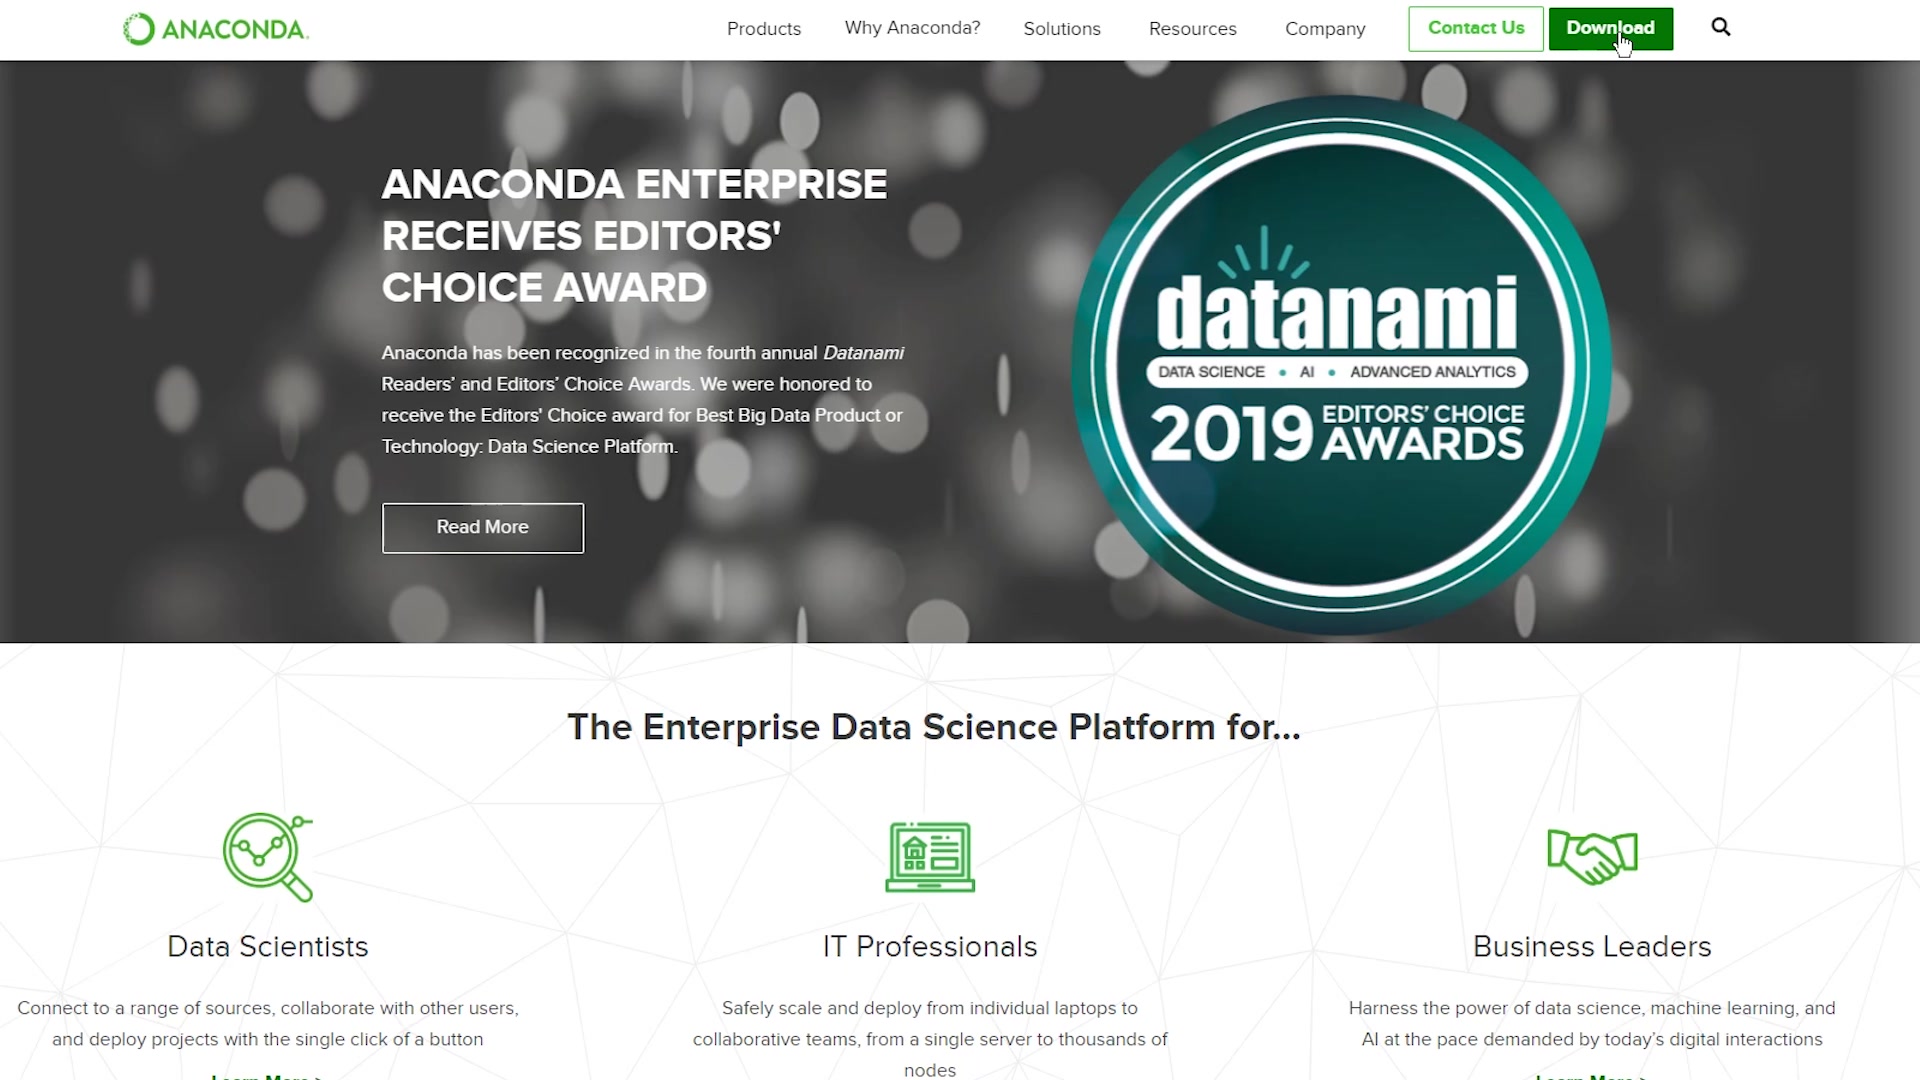 ANACONDA.
Products
Why Anaconda?
Solutions
Resources
Company
Contact Us
Download
ANACONDA ENTERPRISE
RECEIVES EDITORS'
CHOICE AWARD
Anaconda has been recognized in the fourth annual Datanami
Readers’ and Editors’ Choice Awards. We were honored to
receive the Editors' Choice award for Best Big Data Product or
Technology: Data Science Platform.
Read More
datanami
DATA SCIENCE • AI • ADVANCED ANALYTICS
2019 EDITORS’ CHOICE
AWARDS
The Enterprise Data Science Platform for...
Data Scientists
Connect to a range of sources, collaborate with other users,
and deploy projects with the single click of a button
Learn More >
IT Professionals
Safely scale and deploy from individual laptops to
collaborative teams, from a single server to thousands of
nodes
Business Leaders
Harness the power of data science, machine learning, and
AI at the pace demanded by today’s digital interactions
Learn More >